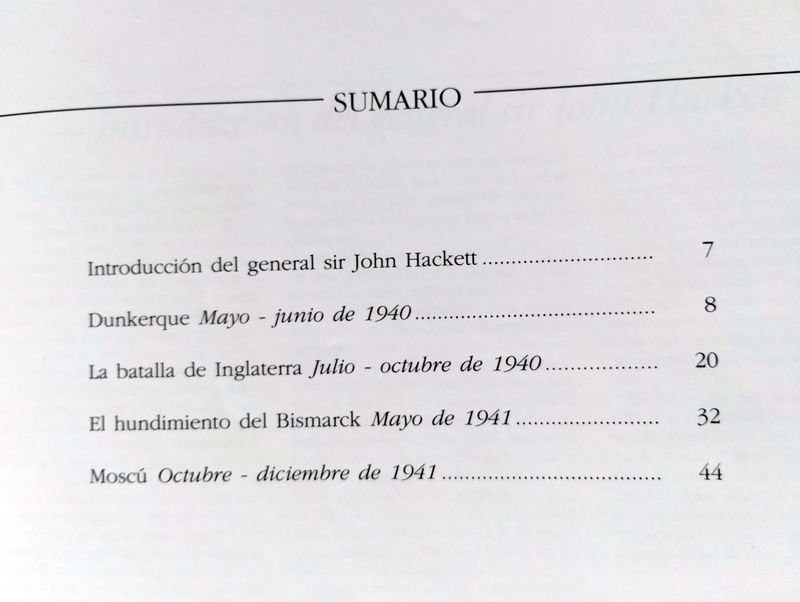 SUMARIO
Introducción del general sir John Hackett ........................................ 7
Dunkerque Mayo - junio de 1940 ........................................ 8
La batalla de Inglaterra Julio - octubre de 1940 .................... 20
El hundimiento del Bismarck Mayo de 1941 ......................... 32
Moscú Octubre - diciembre de 1941 ..................................... 44